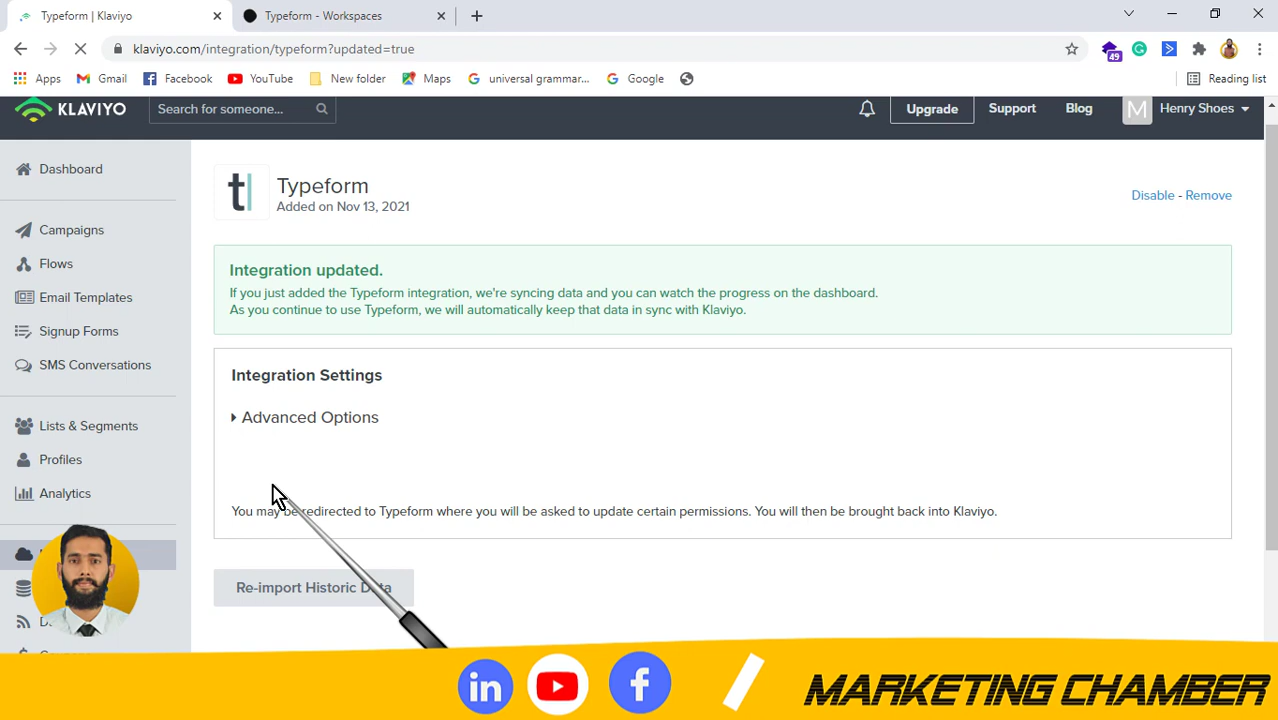 Typeform | Klaviyo
Typeform - Workspaces
klaviyo.com/integration/typeform?updated=true
49
Apps
Gmail
Facebook
YouTube
New folder
Maps
universal grammar...
Google
Reading list
KLAVIYO
Search for someone...
Upgrade
Support
Blog
M
Henry Shoes
Dashboard
Campaigns
Flows
Email Templates
Signup Forms
SMS Conversations
Lists & Segments
Profiles
Analytics
tl
Typeform
Added on Nov 13, 2021
Disable - Remove
Integration updated.
If you just added the Typeform integration, we're syncing data and you can watch the progress on the dashboard.
As you continue to use Typeform, we will automatically keep that data in sync with Klaviyo.
Integration Settings
Advanced Options
You may be redirected to Typeform where you will be asked to update certain permissions. You will then be brought back into Klaviyo.
Re-import Historic Data
in
f
MARKETING CHAMBER